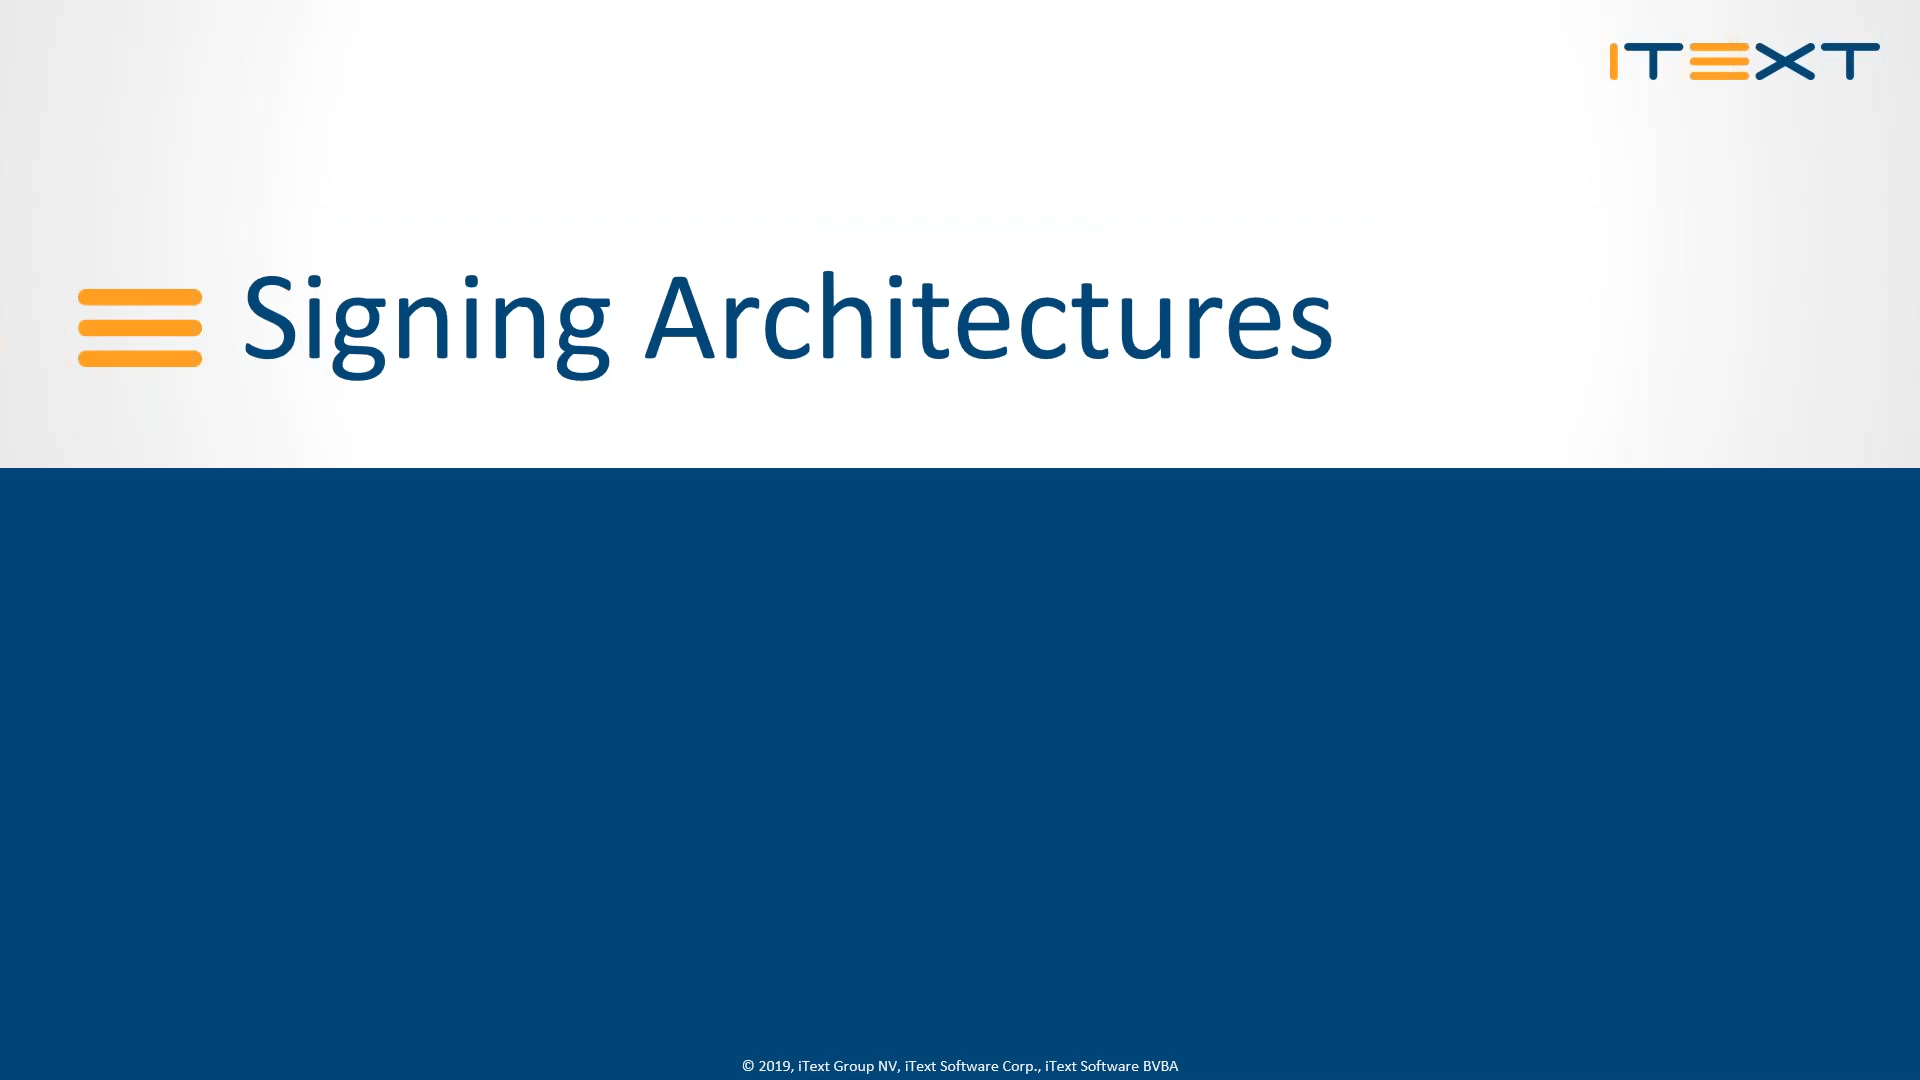 ITEXT
Signing Architectures
© 2019, iText Group NV, iText Software Corp., iText Software BVBA